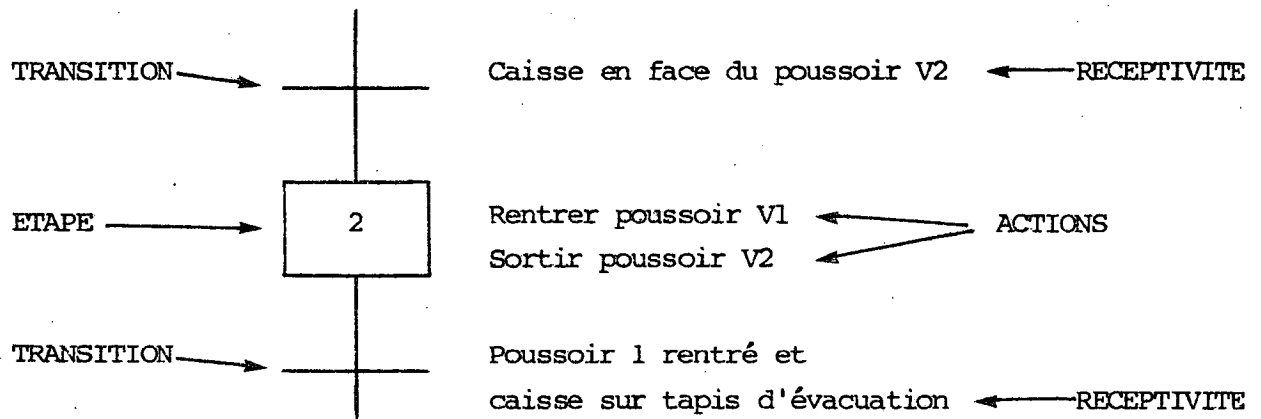 TRANSITION Caisse en face du poussoir V2 RECEPTIVITE
ETAPE 2 Rentrer poussoir V1 ACTIONS
Sortir poussoir V2
TRANSITION Poussoir 1 rentré et
caisse sur tapis d'évacuation RECEPTIVITE